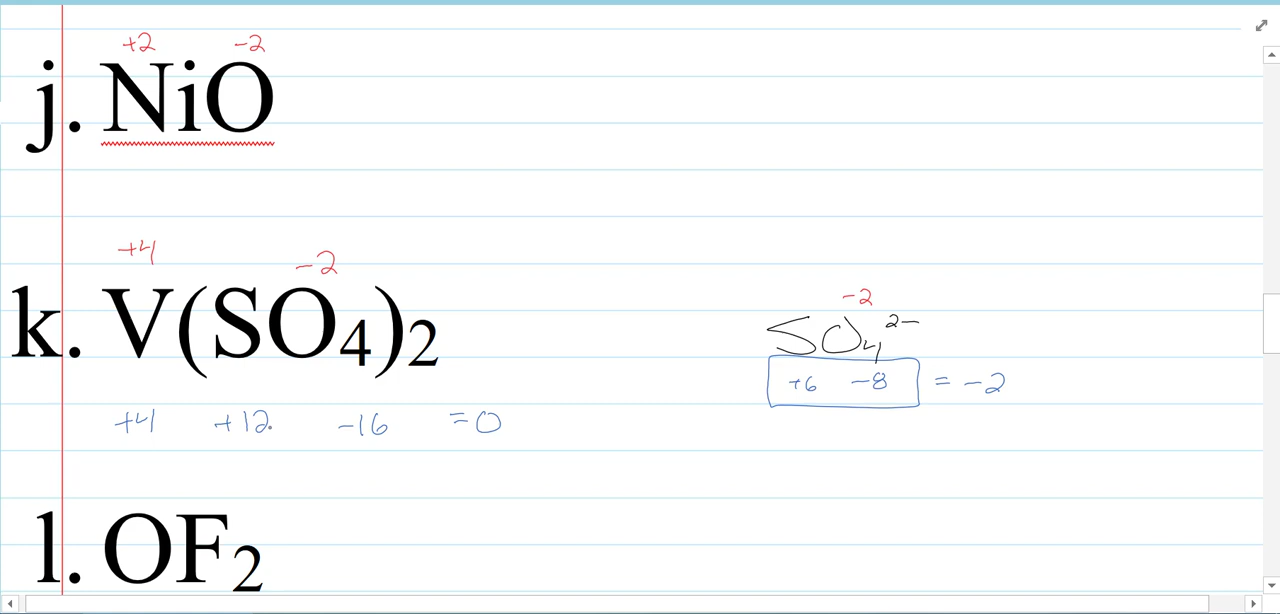 +2 -2
j. NiO
+4 -2
k. V(SO4)2
+4 +12 -16 =0
-2
SO4 2-
+6 -8 = -2
l. OF2